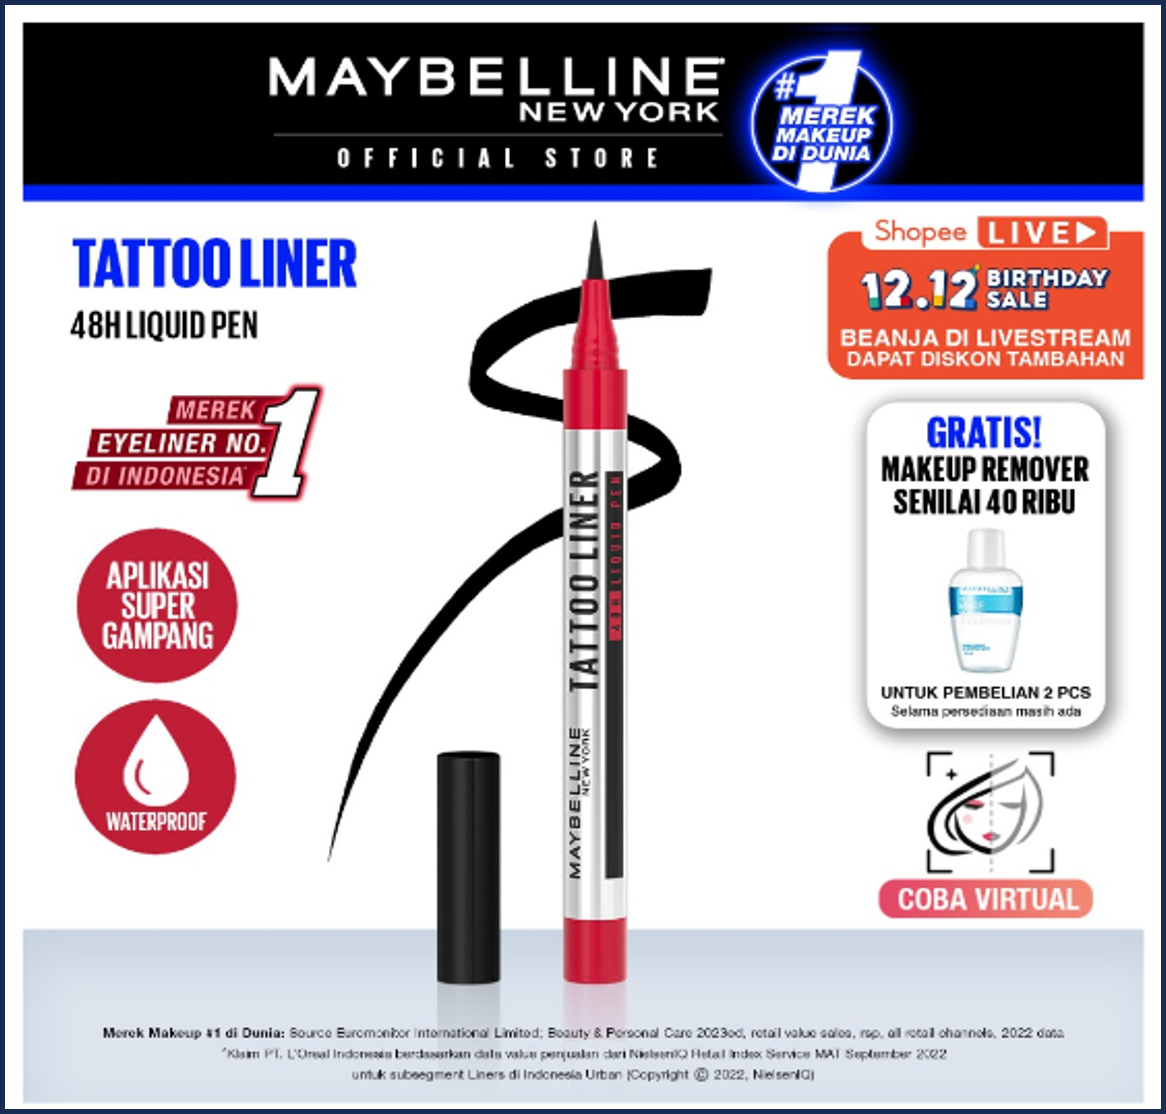 MAYBELLINE
NEW YORK
OFFICIAL STORE
#1
MEREK
MAKEUP
DI DUNIA
TATTOO LINER
48H LIQUID PEN
MEREK
EYELINER NO.
DI INDONESIA*
1
APLIKASI
SUPER
GAMPANG
WATERPROOF
TATTOO LINER
48H LIQUID PEN
MAYBELLINE
NEW YORK
Shopee LIVE
12.12 BIRTHDAY
SALE
BEANJA DI LIVESTREAM
DAPAT DISKON TAMBAHAN
GRATIS!
MAKEUP REMOVER
SENILAI 40 RIBU
MAYBELLINE
UNTUK PEMBELIAN 2 PCS
Selama persediaan masih ada
COBA VIRTUAL
Merek Makeup #1 di Dunia: Source Euromonitor International Limited; Beauty & Personal Care 2023ed, retail value sales, rsp, all retail channels, 2022 data
*Klaim PT. L'Oreal Indonesia berdasarkan data value penjualan dari NielsenIQ Retail Index Service MAT September 2022
untuk subsegment Liners di Indonesia Urban (Copyright © 2022, NielsenIQ)